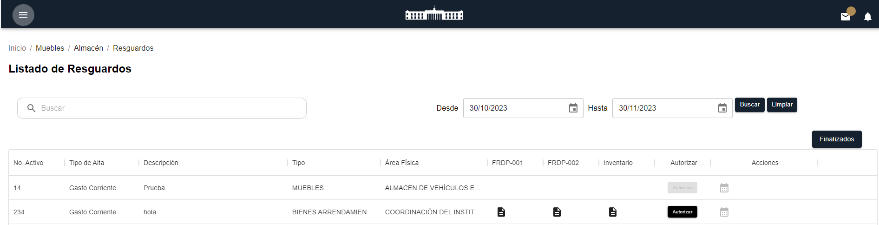 Inicio / Muebles / Almacén / Resguardos
Listado de Resguardos
Buscar
Desde 30/10/2023 Hasta 30/11/2023 Buscar Limpiar
Finalizados
No. Activo Tipo de Alta Descripción Tipo Área Física FRDP-001 FRDP-002 Inventario Autorizar Acciones
14 Gasto Corriente Prueba MUEBLES ALMACEN DE VEHÍCULOS E... Autorizar
234 Gasto Corriente hola BIENES ARRENDAMIEN COORDINACIÓN DEL INSTIT... Autorizar